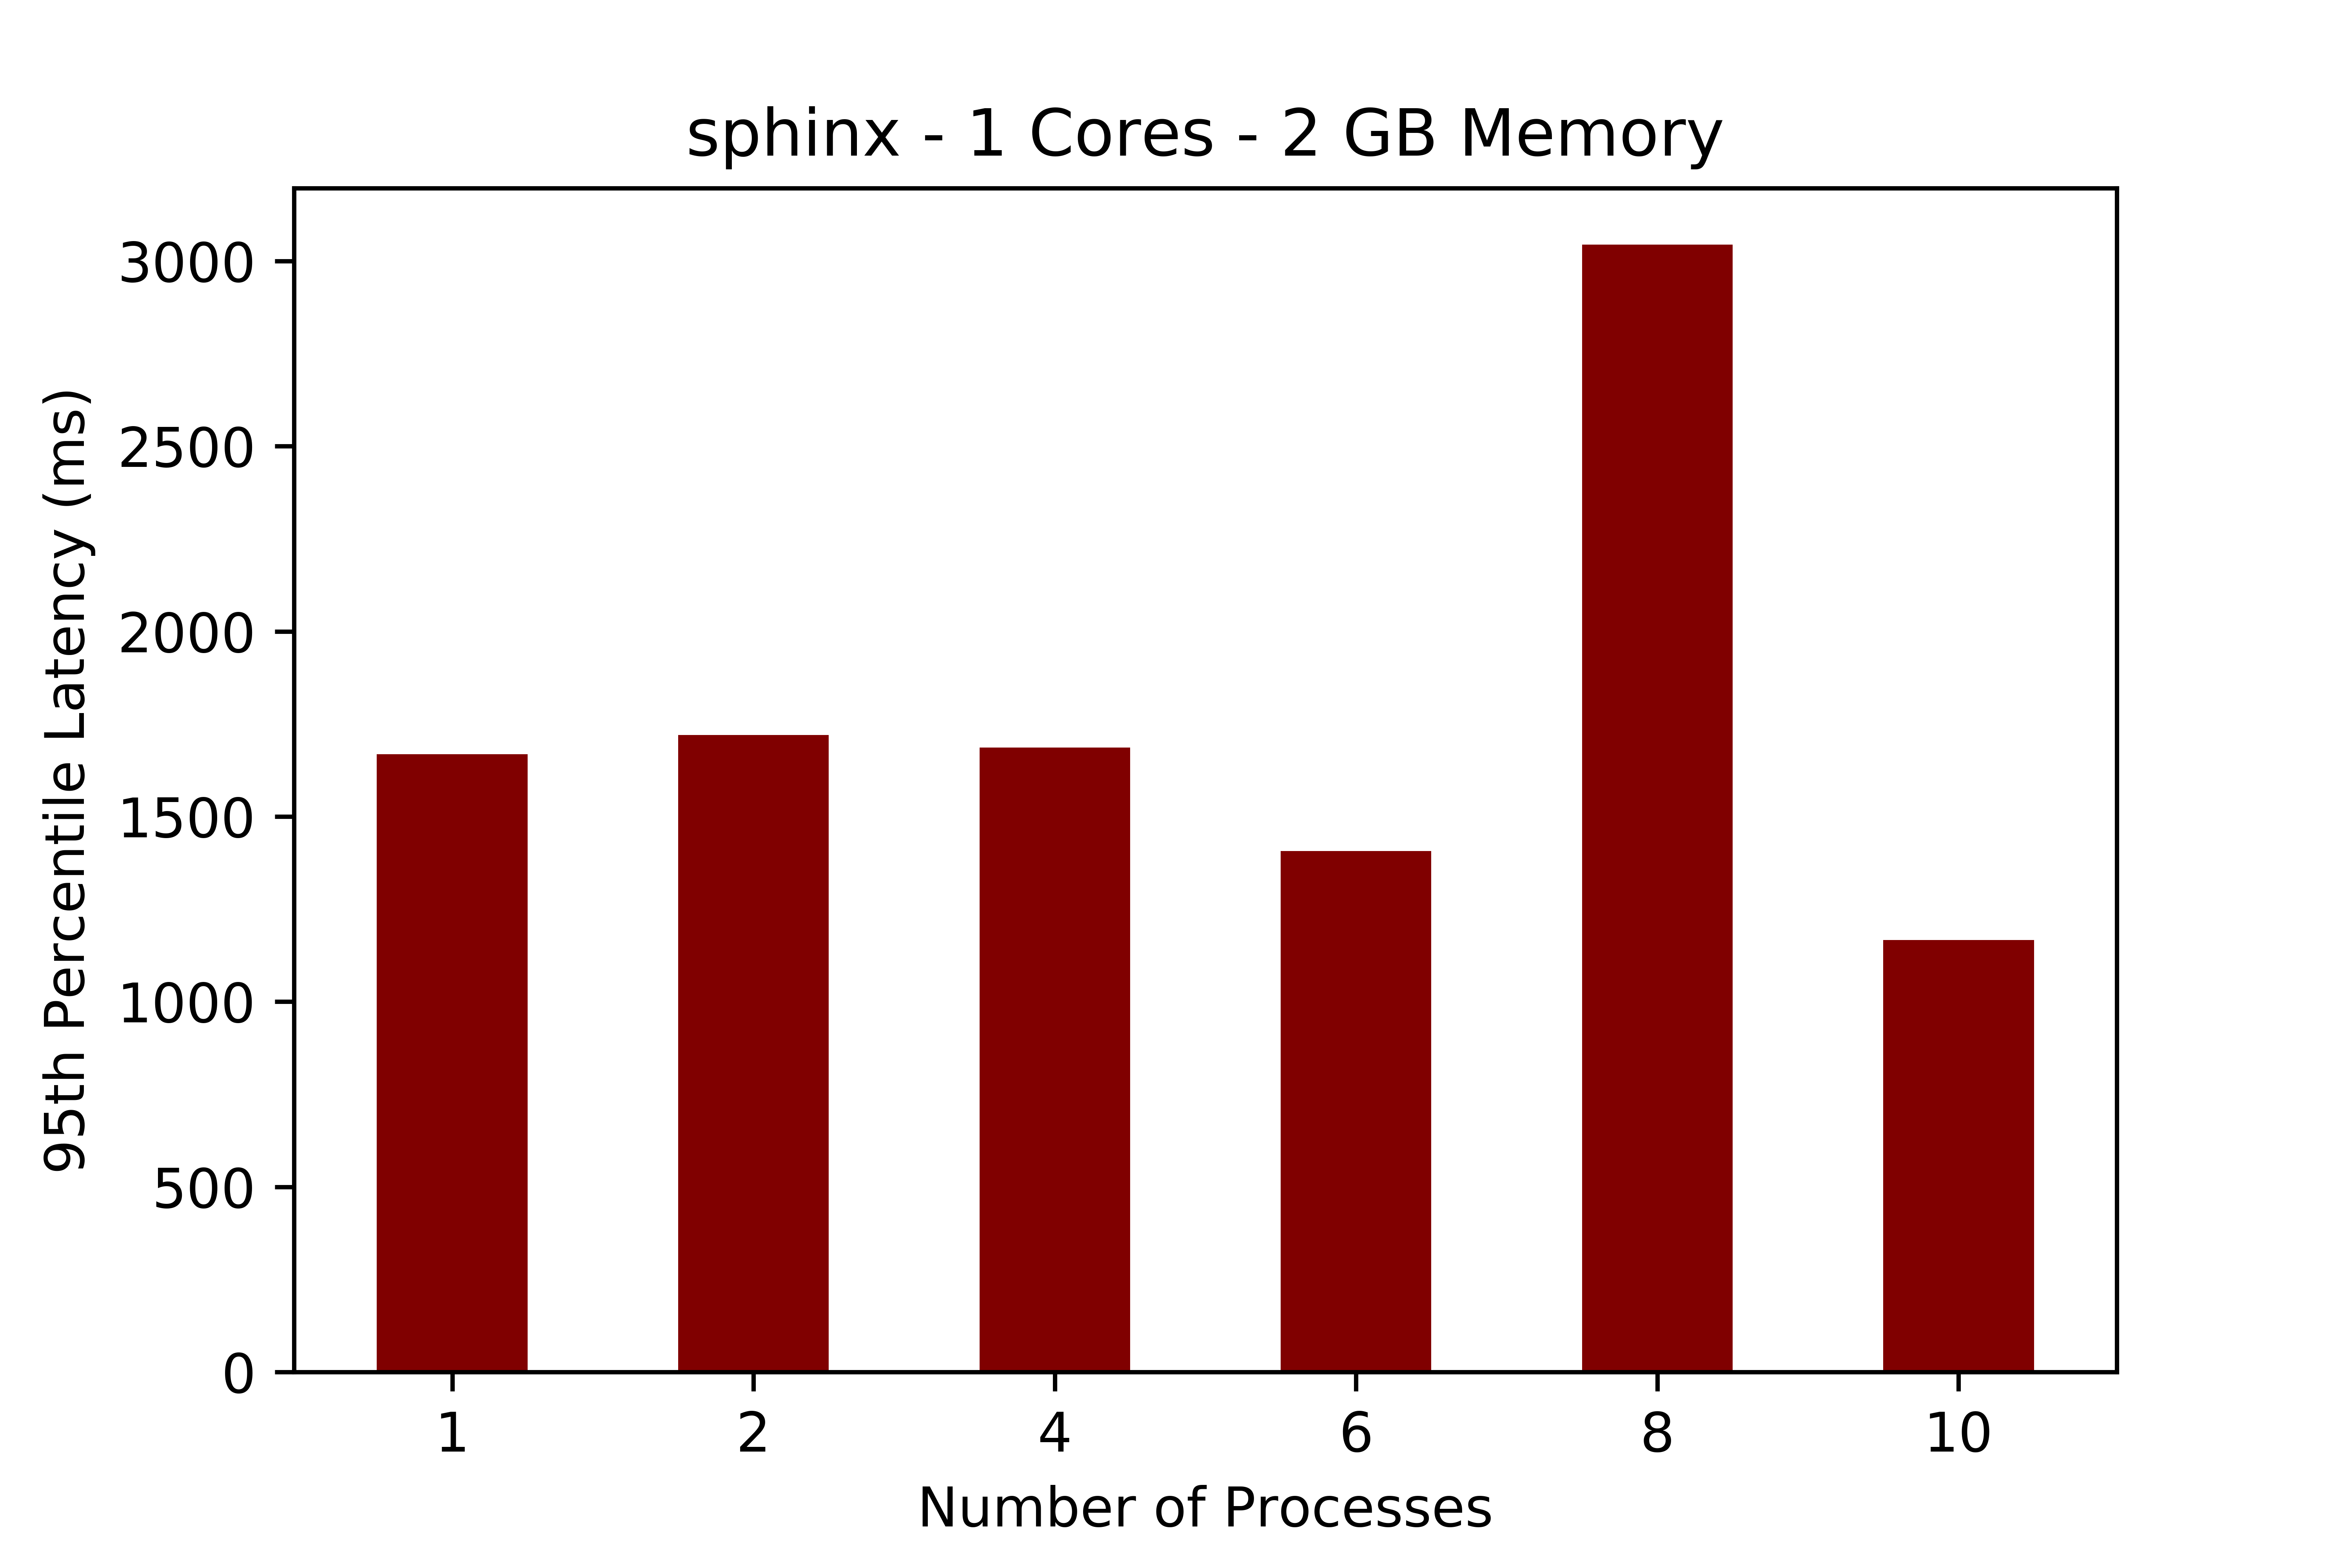 sphinx - 1 Cores - 2 GB Memory
95th Percentile Latency (ms)
3000
2500
2000
1500
1000
500
0
1 2 4 6 8 10
Number of Processes